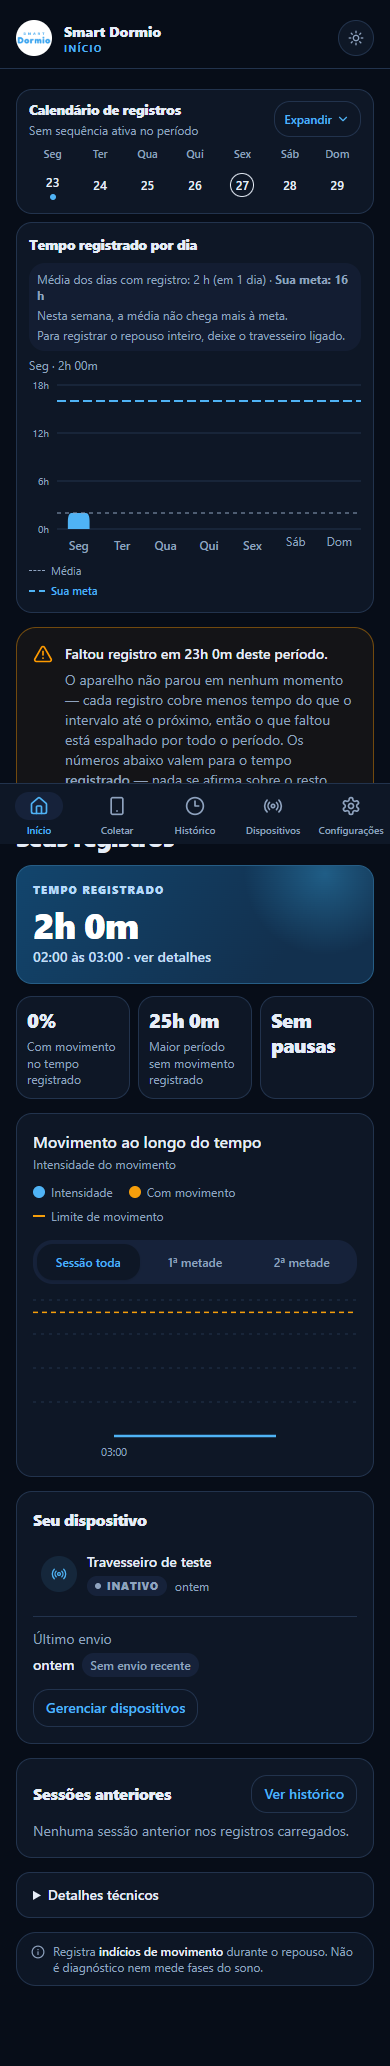 SMART
Dormio
Smart Dormio
INÍCIO
Calendário de registros
Sem sequência ativa no período
Expandir
Seg Ter Qua Qui Sex Sáb Dom
23 24 25 26 27 28 29
Tempo registrado por dia
Média dos dias com registro: 2 h (em 1 dia) · Sua meta: 16
h
Nesta semana, a média não chega mais à meta.
Para registrar o repouso inteiro, deixe o travesseiro ligado.
Seg · 2h 00m
18h
12h
6h
0h
Seg Ter Qua Qui Sex Sáb Dom
Média
Sua meta
Faltou registro em 23h 0m deste período.
O aparelho não parou em nenhum momento
— cada registro cobre menos tempo do que o
intervalo até o próximo, então o que faltou
está espalhado por todo o período. Os
números abaixo valem para o tempo
registrado — nada se afirma sobre o resto
Início Coletar Histórico Dispositivos Configurações
Seus registros
TEMPO REGISTRADO
2h 0m
02:00 às 03:00 · ver detalhes
0%
Com movimento
no tempo
registrado
25h 0m
Maior período
sem movimento
registrado
Sem
pausas
Movimento ao longo do tempo
Intensidade do movimento
Intensidade Com movimento
Limite de movimento
Sessão toda 1ª metade 2ª metade
03:00
Seu dispositivo
Travesseiro de teste
INATIVO ontem
Último envio
ontem Sem envio recente
Gerenciar dispositivos
Sessões anteriores
Ver histórico
Nenhuma sessão anterior nos registros carregados.
Detalhes técnicos
Registra indícios de movimento durante o repouso. Não
é diagnóstico nem mede fases do sono.